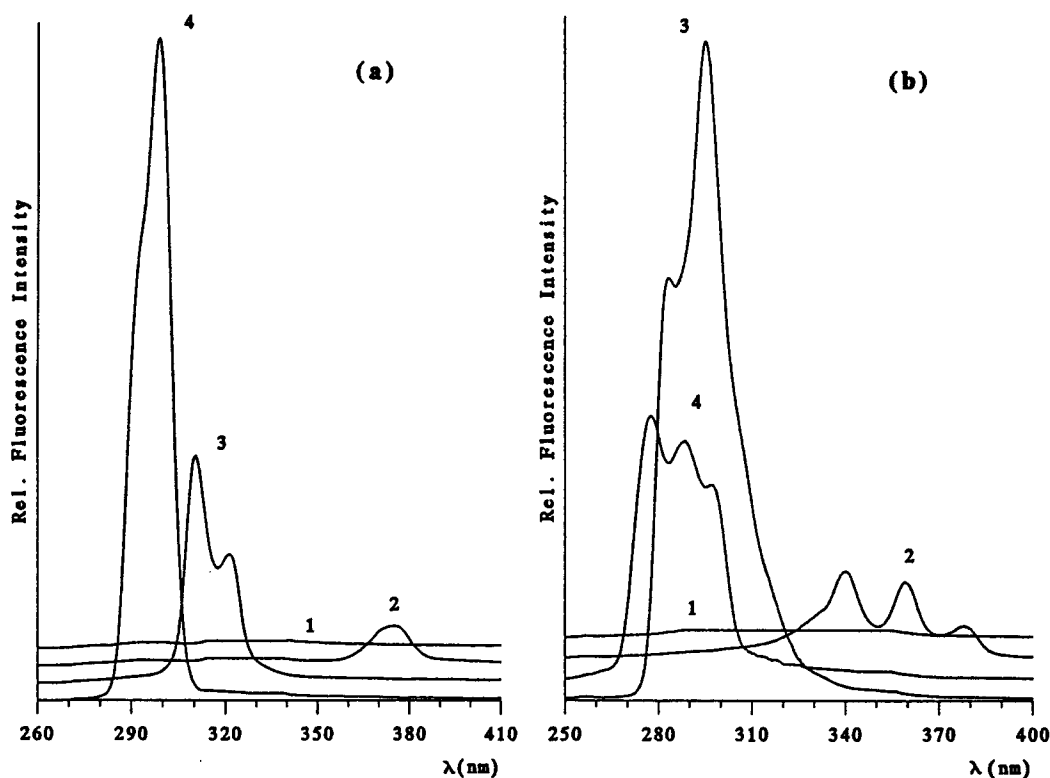 4
(a)
3
1
2
Rel. Fluorescence Intensity
260 290 320 350 380 410
λ(nm)
3
(b)
4
2
1
Rel. Fluorescence Intensity
250 280 310 340 370 400
λ(nm)